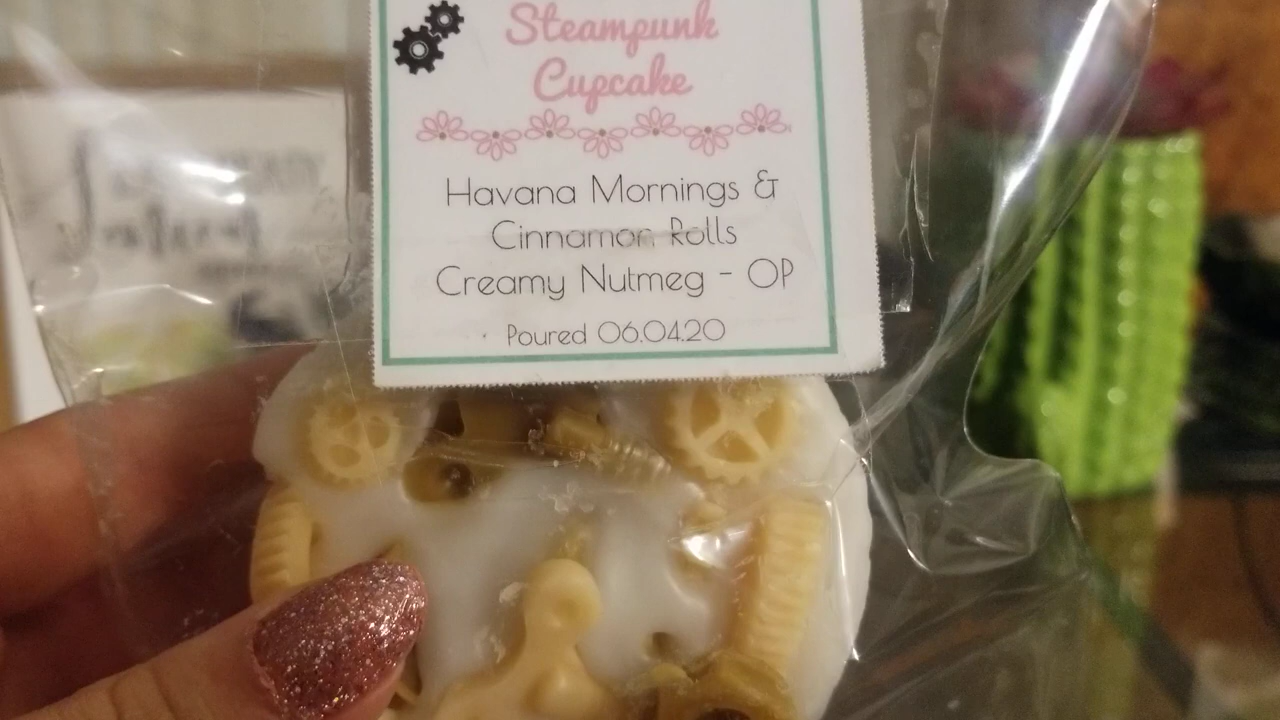 Steampunk
Cupcake
Havana Mornings &
Cinnamon Rolls
Creamy Nutmeg - OP
Poured 06.04.20